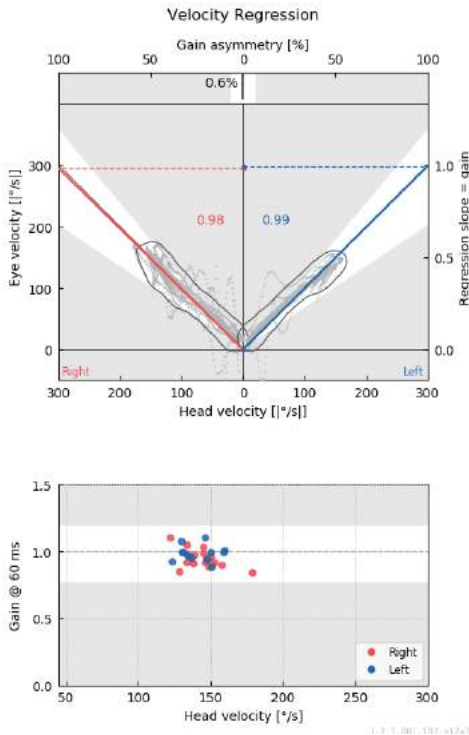 Velocity Regression
Gain asymmetry [%]
100 50 0 50 100
0.6%
Eye velocity [|°/s|]
300
200
100
0
0.98 0.99
1.0
0.5
0.0
Regression slope = gain
Right Left
300 200 100 0 100 200 300
Head velocity [|°/s|]
Gain @ 60 ms
1.5
1.0
0.5
0.0
Right
Left
50 100 150 200 250 300
Head velocity [°/s]